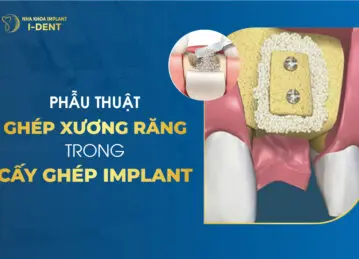 NHA KHOA IMPLANT
I-DENT
PHẪU THUẬT
GHÉP XƯƠNG RĂNG
TRONG
CẤY GHÉP IMPLANT